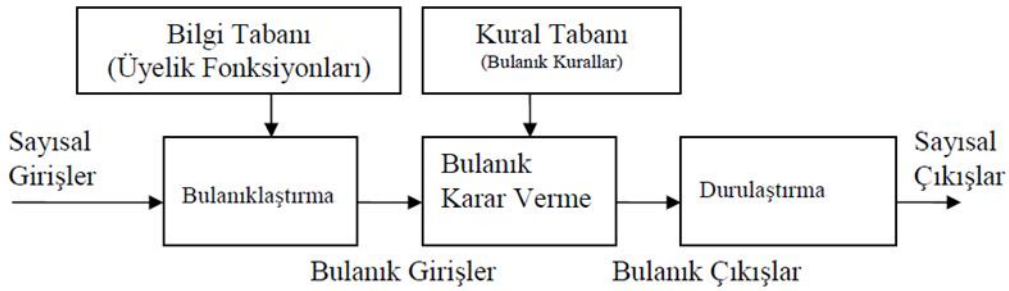 Bilgi Tabanı
(Üyelik Fonksiyonları)
Kural Tabanı
(Bulanık Kurallar)
Sayısal
Girişler
Bulanıklaştırma
Bulanık
Karar Verme
Durulaştırma
Sayısal
Çıkışlar
Bulanık Girişler
Bulanık Çıkışlar